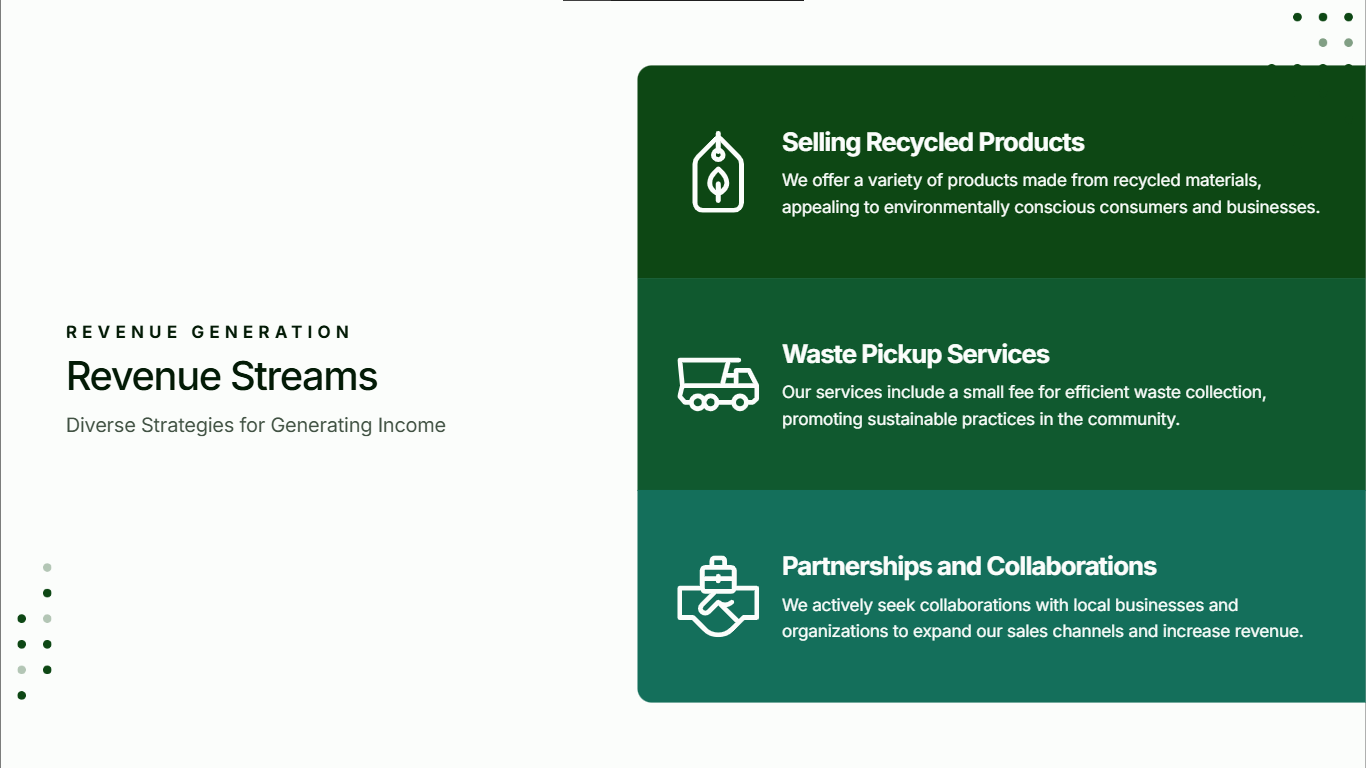 REVENUE GENERATION
Revenue Streams
Diverse Strategies for Generating Income
Selling Recycled Products
We offer a variety of products made from recycled materials,
appealing to environmentally conscious consumers and businesses.
Waste Pickup Services
Our services include a small fee for efficient waste collection,
promoting sustainable practices in the community.
Partnerships and Collaborations
We actively seek collaborations with local businesses and
organizations to expand our sales channels and increase revenue.